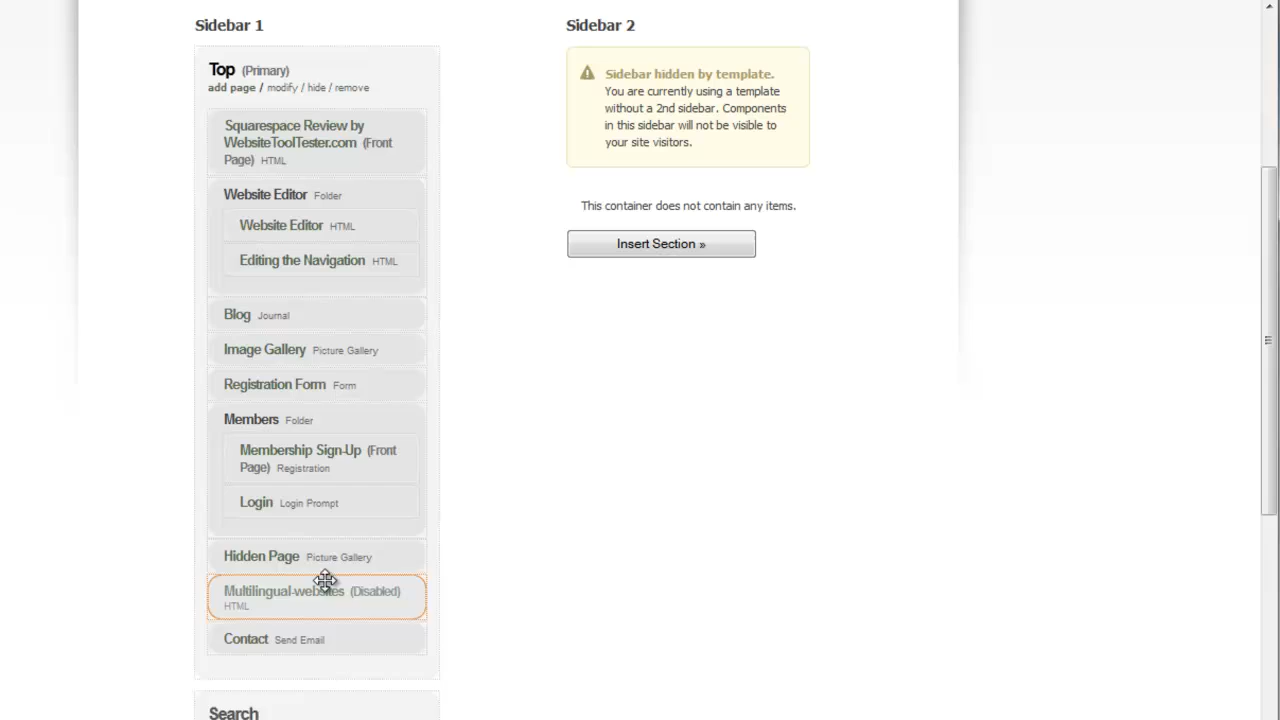 Sidebar 1
Top (Primary)
add page / modify / hide / remove
Squarespace Review by
WebsiteToolTester.com (Front
Page) HTML
Website Editor Folder
Website Editor HTML
Editing the Navigation HTML
Blog Journal
Image Gallery Picture Gallery
Registration Form Form
Members Folder
Membership Sign-Up (Front
Page) Registration
Login Login Prompt
Hidden Page Picture Gallery
Multilingual-websites (Disabled)
HTML
Contact Send Email
Search
Sidebar 2
Sidebar hidden by template.
You are currently using a template
without a 2nd sidebar. Components
in this sidebar will not be visible to
your site visitors.
This container does not contain any items.
Insert Section »